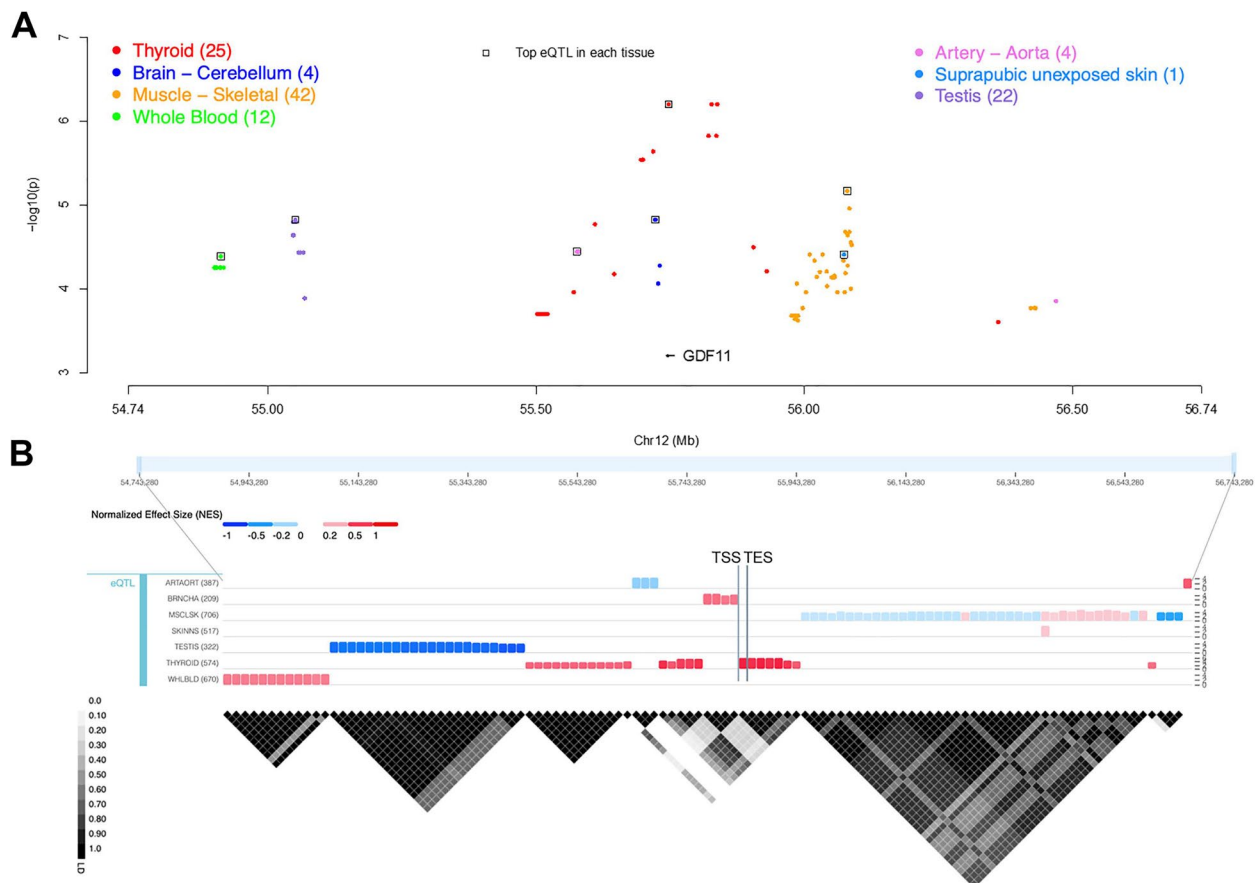 A
7
Thyroid (25)
Top eQTL in each tissue
Artery – Aorta (4)
Brain – Cerebellum (4)
Suprapubic unexposed skin (1)
Muscle – Skeletal (42)
Testis (22)
Whole Blood (12)
6
-log10(p)
5
4
← GDF11
3
54.74 55.00 55.50 56.00 56.50 56.74
Chr12 (Mb)
B
54,743,280 54,943,280 55,143,280 55,343,280 55,543,280 55,743,280 55,943,280 56,143,280 56,343,280 56,543,280 56,743,280
Normalized Effect Size (NES)
-1 -0.5 -0.2 0 0.2 0.5 1
TSS TES
eQTL
ARTAORT (387)
BRNCHA (209)
MSCLSK (706)
SKINNS (517)
TESTIS (322)
THYROID (574)
WHLBLD (670)
0.0
0.10
0.20
0.30
0.40
0.50
0.60
0.70
0.80
0.90
1.0
LD